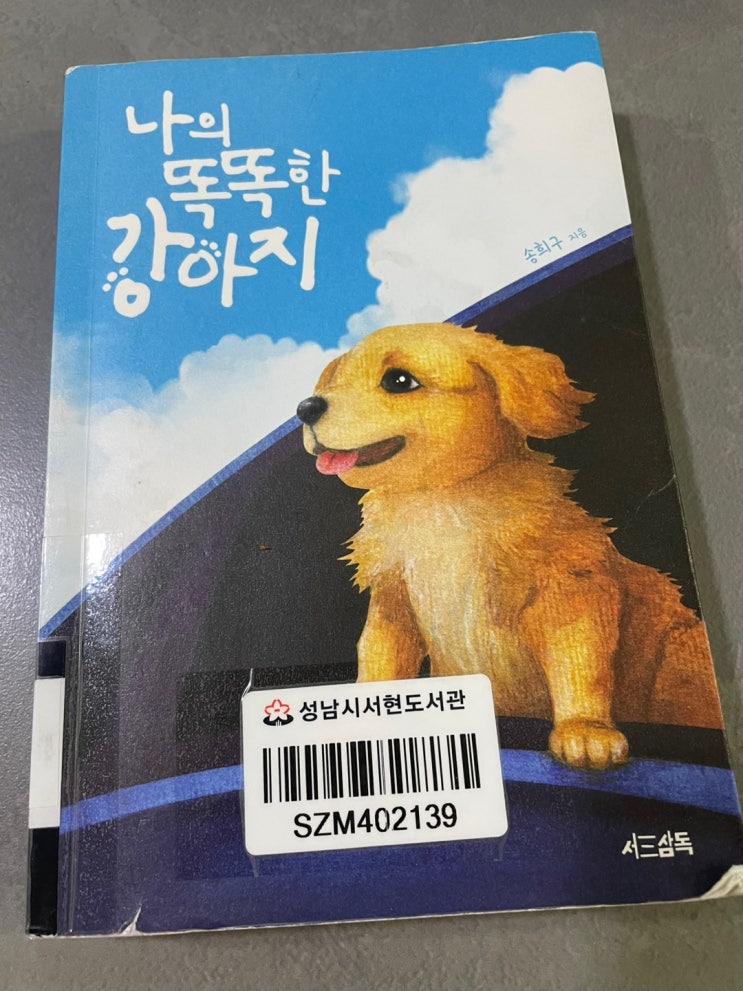 나의
똑똑한
강아지
송희구 지음
성남시서현도서관
SZM402139
서三삼독